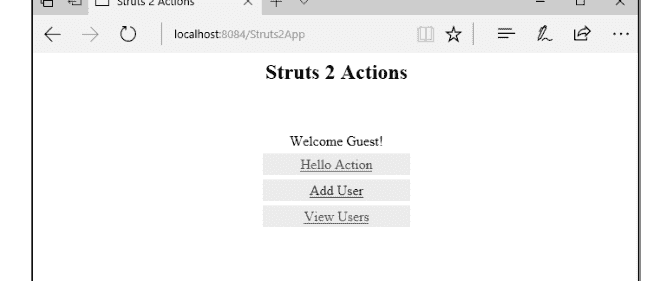 Struts 2 Actions
localhost:8084/Struts2App
Struts 2 Actions
Welcome Guest!
Hello Action
Add User
View Users